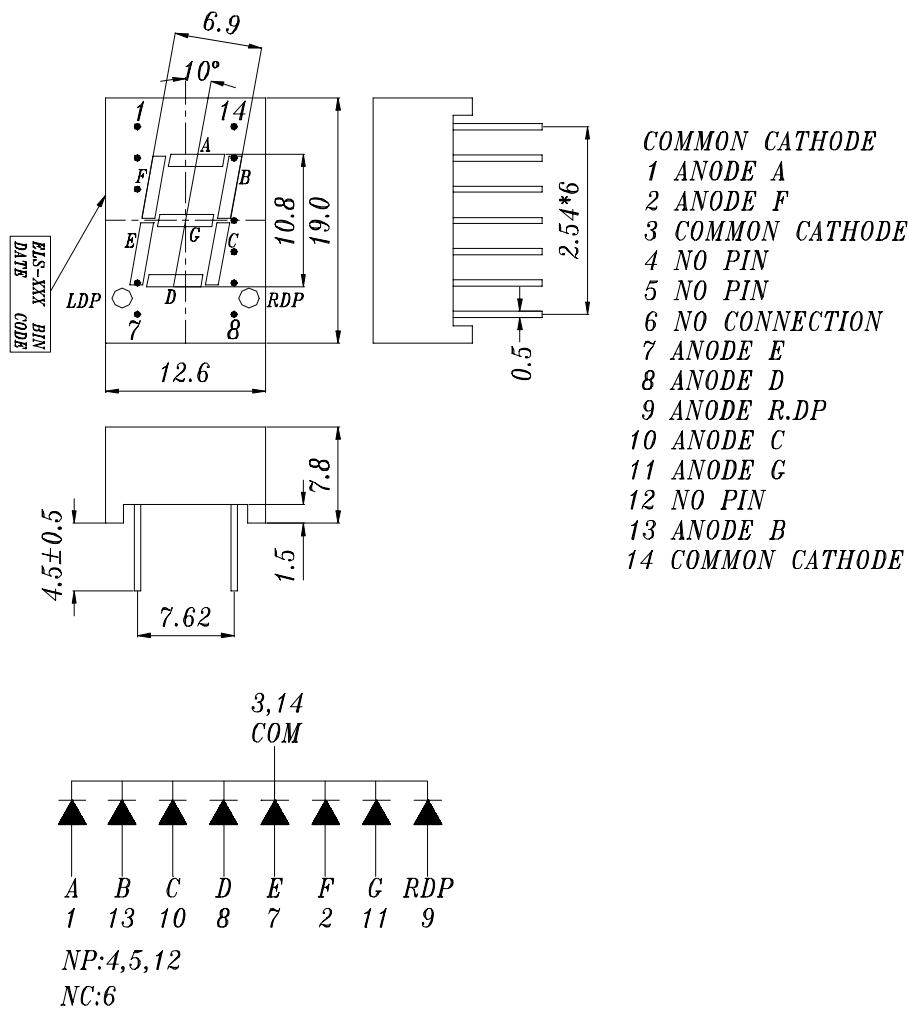 6.9
10°
1
14
A
F
B
G
E
C
D
LDP
RDP
7
8
10.8
19.0
12.6
ELS-XXX BIN
DATE CODE
2.54*6
0.5
COMMON CATHODE
1 ANODE A
2 ANODE F
3 COMMON CATHODE
4 NO PIN
5 NO PIN
6 NO CONNECTION
7 ANODE E
8 ANODE D
9 ANODE R.DP
10 ANODE C
11 ANODE G
12 NO PIN
13 ANODE B
14 COMMON CATHODE
7.8
4.5±0.5
1.5
7.62
3,14
COM
A B C D E F G RDP
1 13 10 8 7 2 11 9
NP:4,5,12
NC:6